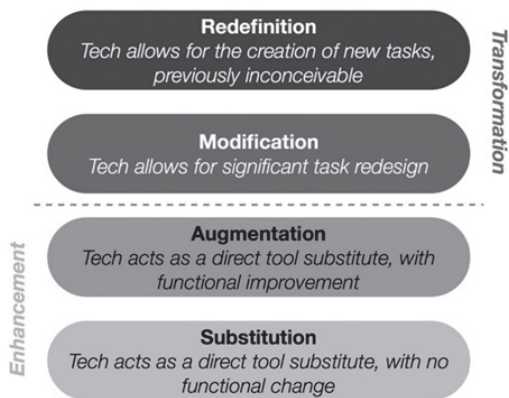 Redefinition
Tech allows for the creation of new tasks,
previously inconceivable
Transformation
Modification
Tech allows for significant task redesign
Augmentation
Tech acts as a direct tool substitute, with
functional improvement
Enhancement
Substitution
Tech acts as a direct tool substitute, with no
functional change